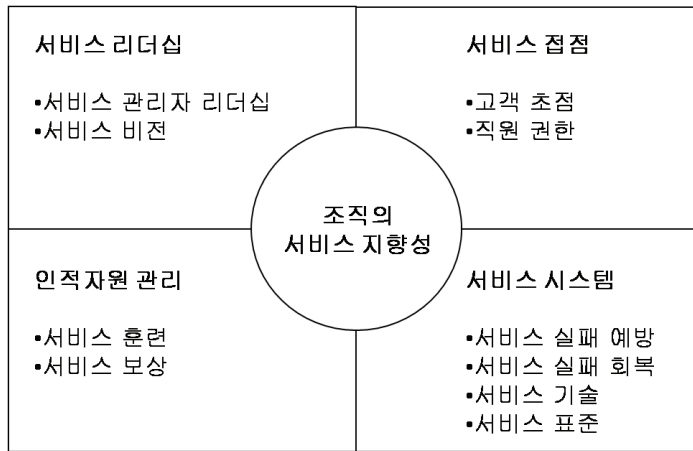 서비스 리더십
▪서비스 관리자 리더십
▪서비스 비전
서비스 접점
▪고객 초점
▪직원 권한
조직의
서비스 지향성
인적자원 관리
▪서비스 훈련
▪서비스 보상
서비스 시스템
▪서비스 실패 예방
▪서비스 실패 회복
▪서비스 기술
▪서비스 표준